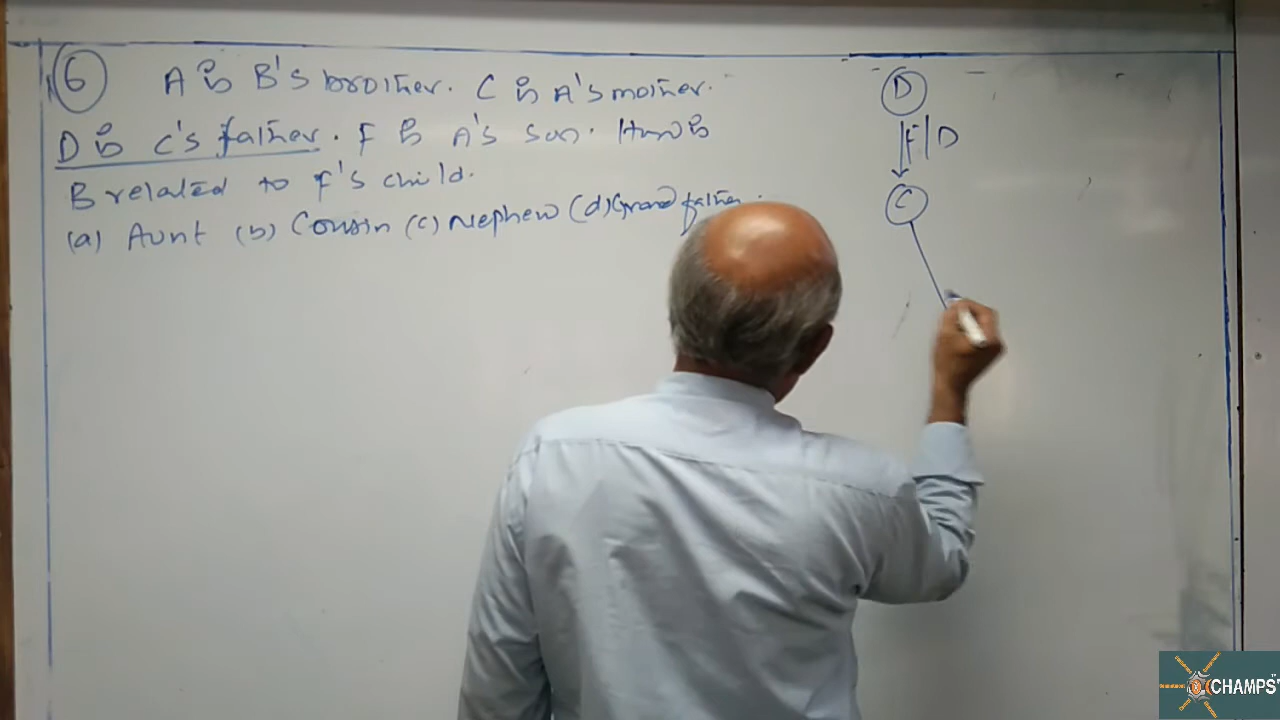 6 A is B's brother. C is A's mother.
D is C's father. F is A's son. How is
B related to F's child.
(a) Aunt (b) Cousin (c) Nephew (d) Grand father.
D
F/D
C
CHAMPS